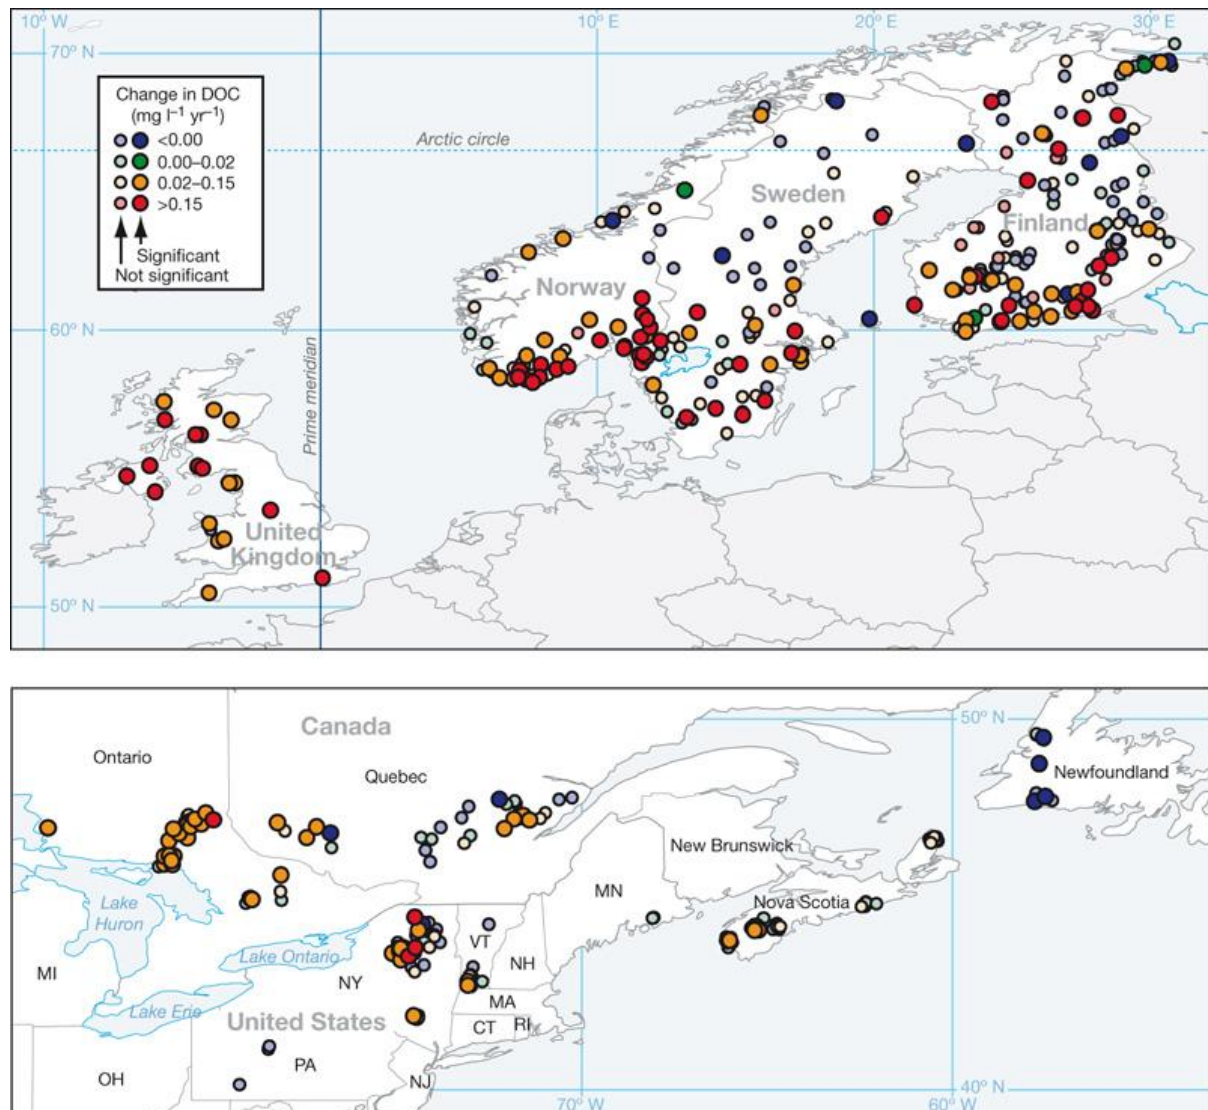 10° W
10° E
20° E
30° E
70° N
Change in DOC
(mg l⁻¹ yr⁻¹)
<0.00
0.00–0.02
0.02–0.15
>0.15
Significant
Not significant
Arctic circle
Sweden
Finland
Norway
60° N
Prime meridian
United
Kingdom
50° N
Canada
50° N
Ontario
Quebec
Newfoundland
New Brunswick
MN
Lake
Huron
Nova Scotia
VT
Lake Ontario
NH
MI
NY
MA
Lake Erie
United States
CT
RI
PA
OH
NJ
40° N
70° W
60° W